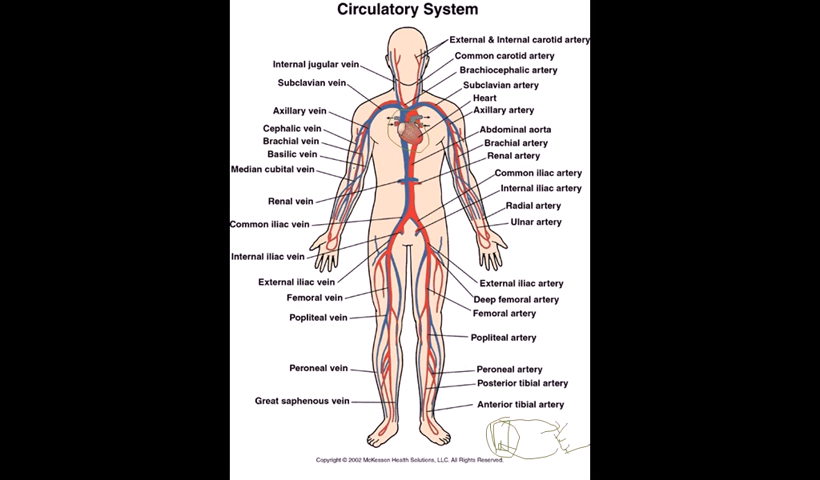 Circulatory System
External & Internal carotid artery
Common carotid artery
Internal jugular vein
Brachiocephalic artery
Subclavian vein
Subclavian artery
Heart
Axillary vein
Axillary artery
Cephalic vein
Abdominal aorta
Brachial vein
Brachial artery
Basilic vein
Renal artery
Median cubital vein
Common iliac artery
Internal iliac artery
Renal vein
Radial artery
Common iliac vein
Ulnar artery
Internal iliac vein
External iliac vein
External iliac artery
Femoral vein
Deep femoral artery
Femoral artery
Popliteal vein
Popliteal artery
Peroneal vein
Peroneal artery
Posterior tibial artery
Great saphenous vein
Anterior tibial artery
Copyright © 2002 McKesson Health Solutions, LLC. All Rights Reserved.